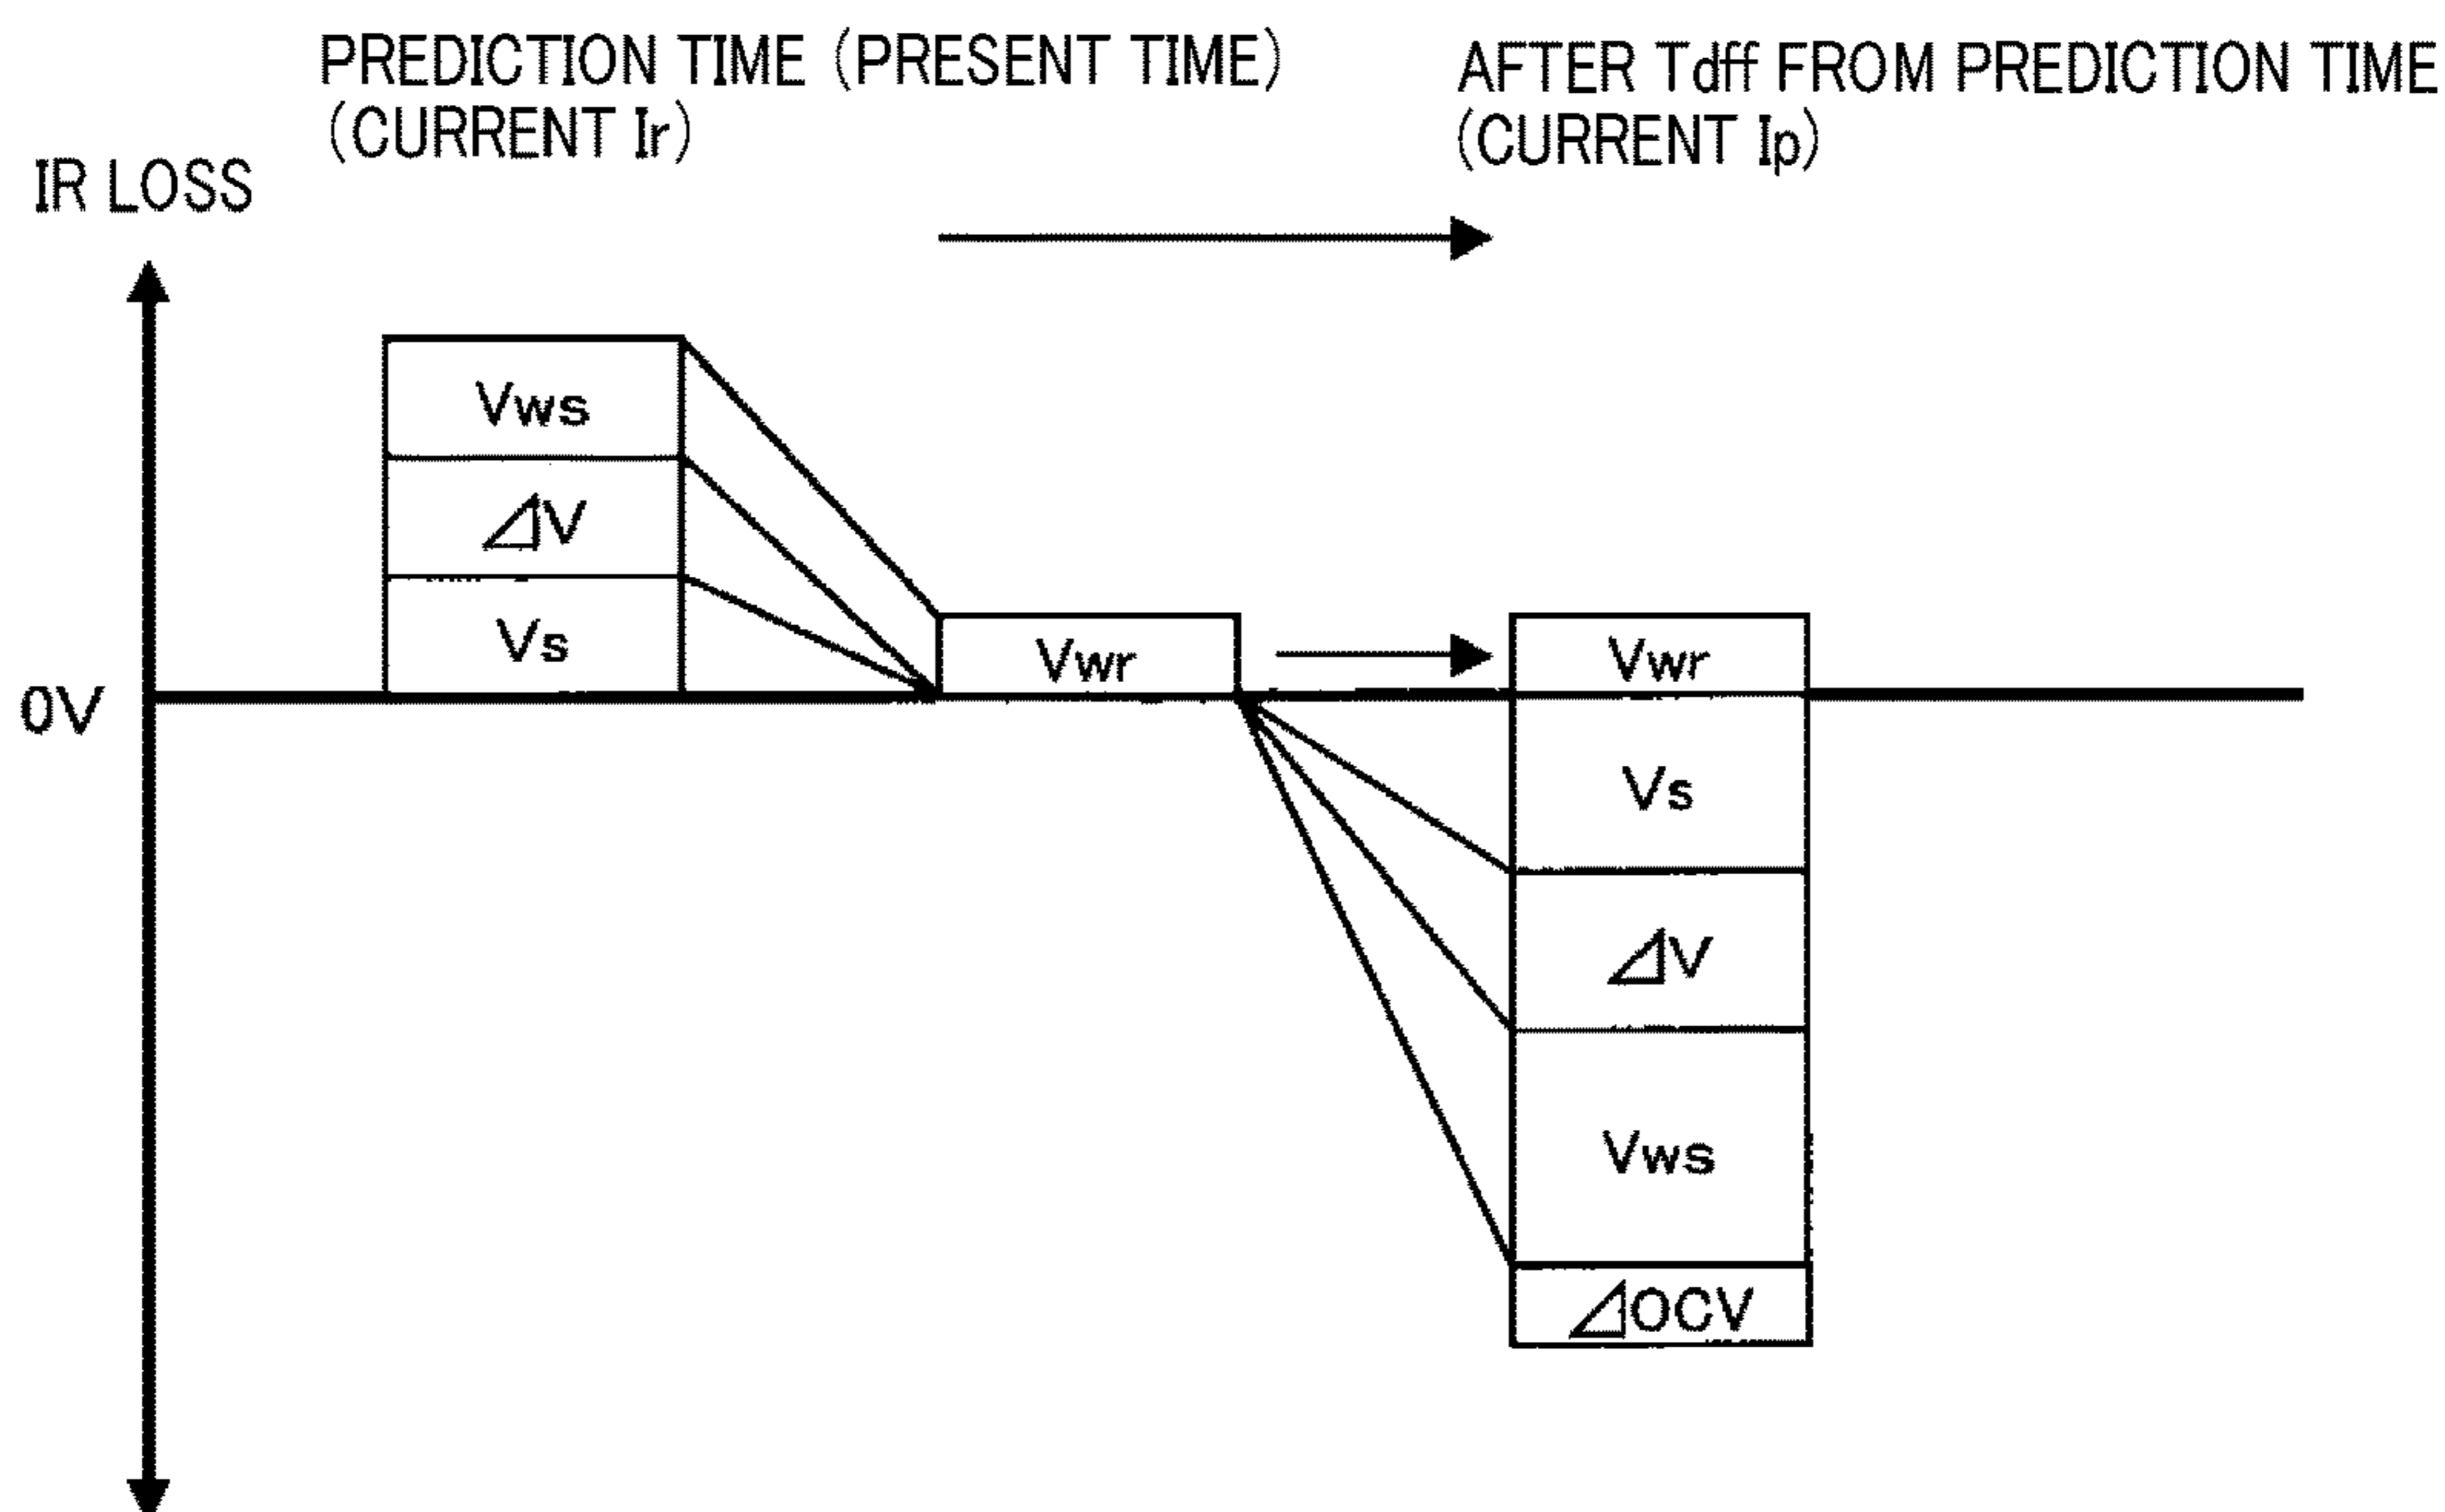 PREDICTION TIME (PRESENT TIME)
(CURRENT Ir)
AFTER Tdff FROM PREDICTION TIME
(CURRENT Ip)
IR LOSS
Vws
⊿V
Vs
0V
Vwr
Vwr
Vs
⊿V
Vws
⊿OCV